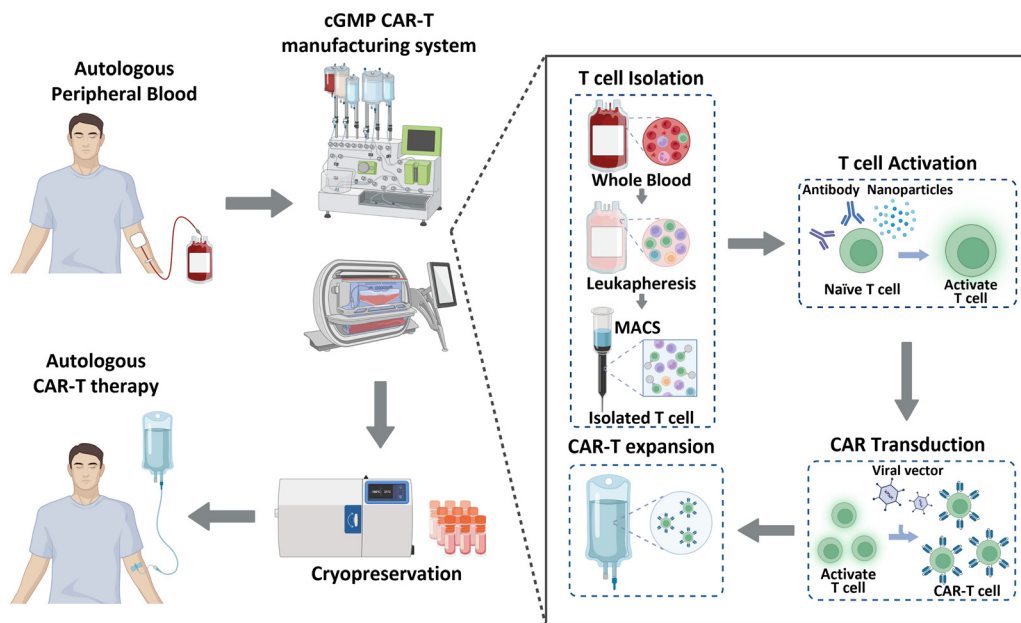 Autologous
Peripheral Blood
cGMP CAR-T
manufacturing system
Autologous
CAR-T therapy
Cryopreservation
T cell Isolation
Whole Blood
Leukapheresis
MACS
Isolated T cell
T cell Activation
Antibody
Nanoparticles
Naïve T cell
Activate
T cell
CAR Transduction
Viral vector
Activate
T cell
CAR-T cell
CAR-T expansion